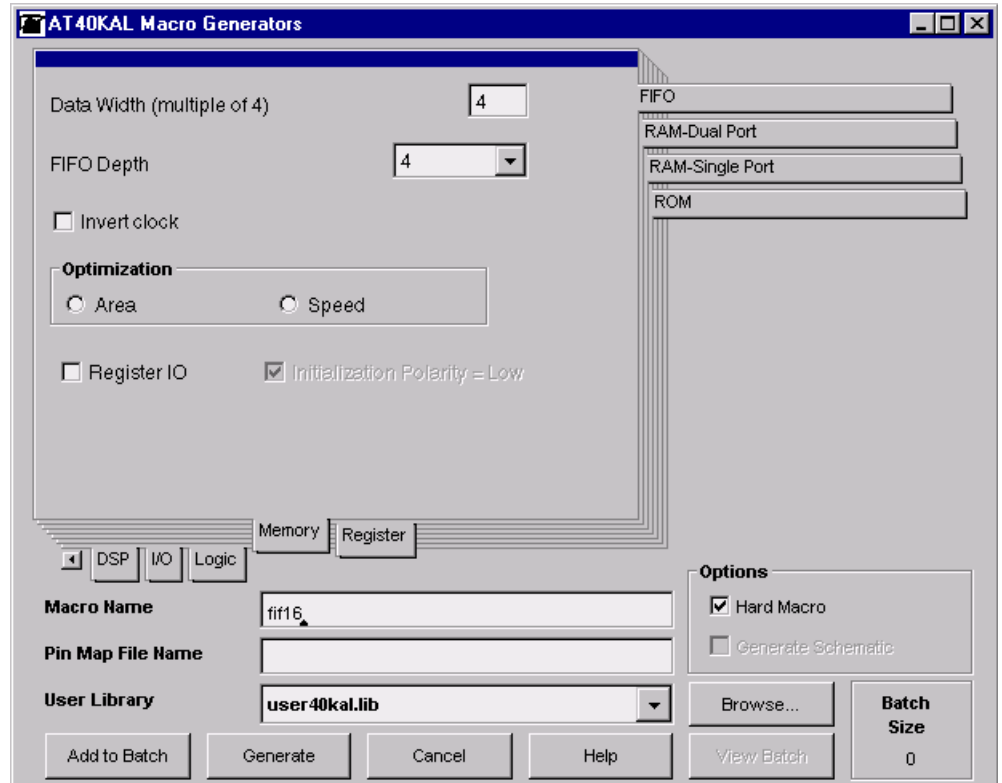 AT40KAL Macro Generators
Data Width (multiple of 4) 4
FIFO
RAM-Dual Port
FIFO Depth 4
RAM-Single Port
ROM
Invert clock
Optimization
Area Speed
Register IO Initialization Polarity = Low
Memory Register
DSP I/O Logic
Options
Macro Name fif16
Hard Macro
Pin Map File Name
Generate Schematic
User Library user40kal.lib
Browse...
Batch
Size
Add to Batch Generate Cancel Help View Batch 0